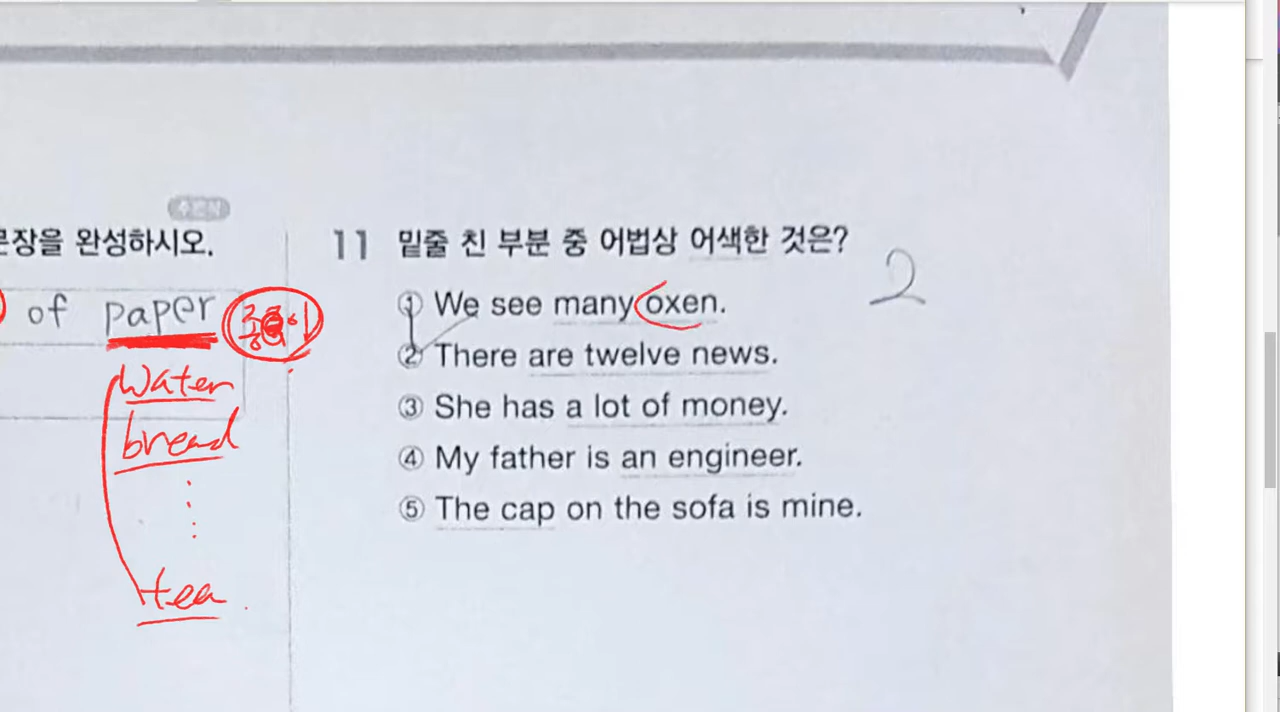 문장을 완성하시오.
of paper
water
bread
tea
11 밑줄 친 부분 중 어법상 어색한 것은?
2
① We see many oxen.
② There are twelve news.
③ She has a lot of money.
④ My father is an engineer.
⑤ The cap on the sofa is mine.